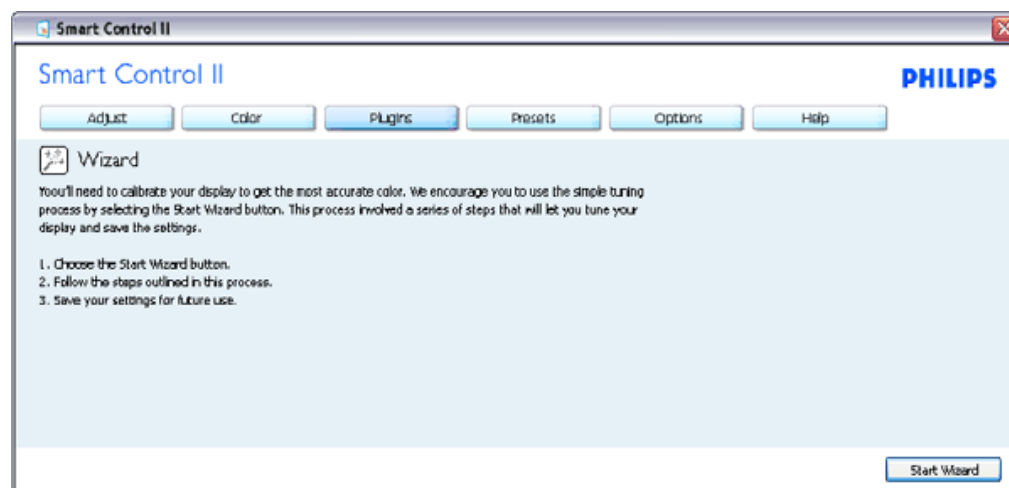 Smart Control II
Smart Control II
PHILIPS
Adjust Color Plugins Presets Options Help
Wizard
Yoou'll need to calibrate your display to get the most accurate color. We encourage you to use the simple tuning
process by selecting the Start Wizard button. This process involved a series of steps that will let you tune your
display and save the settings.
1. Choose the Start Wizard button.
2. Follow the steps outlined in this process.
3. Save your settings for future use.
Start Wizard